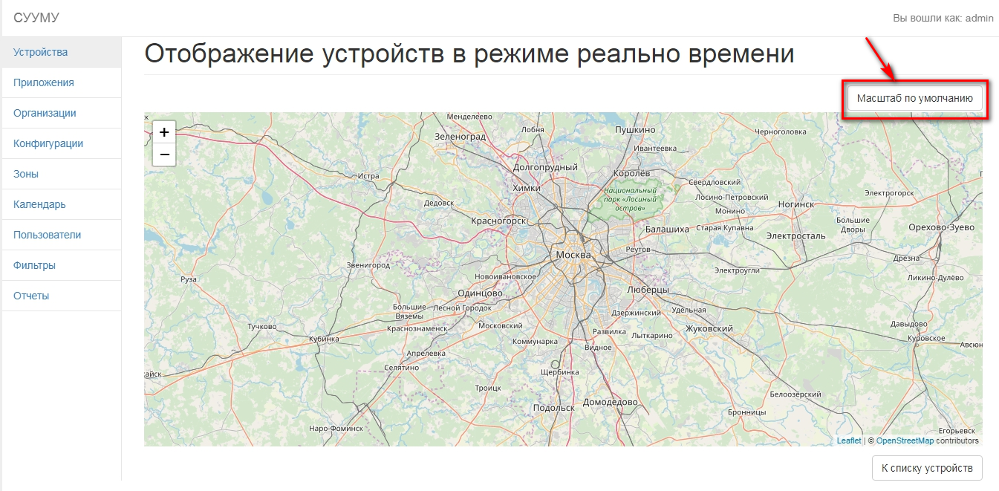 СУУМУ
Вы вошли как: admin
Устройства
Приложения
Организации
Конфигурации
Зоны
Календарь
Пользователи
Фильтры
Отчеты
Отображение устройств в режиме реально времени
Масштаб по умолчанию
+
−
Менделеево
Лобня
Пушкино
Черноголовка
Зеленоград
Ивантеевка
Долгопрудный
Королёв
Истра
Химки
Свердловский
Национальный
парк «Лосиный
остров»
Электрогорск
Лосино-Петровский
Дедовск
Ногинск
Монино
Красногорск
Большие
Дворы
Балашиха
Старая Купавна
Орехово-Зуево
Электросталь
Москва
Реутов
Дрезна
Звенигород
Электроугли
Руза
Новоивановское
Ликино-Дулёво
Одинцово
Люберцы
Большие
Вяземы
Лесной Городок
Дзержинский
Удельная
Тучково
Краснознаменск
Московский
Развилка
Лыткарино
Жуковский
Давыдово
Куровское
Кубинка
Коммунарка
Видное
Авсюн
Апрелевка
Селятино
Щербинка
Троицк
Белоозёрский
Подольск
Домодедово
Бронницы
Наро-Фоминск
Егорьевск
Leaflet | © OpenStreetMap contributors
К списку устройств